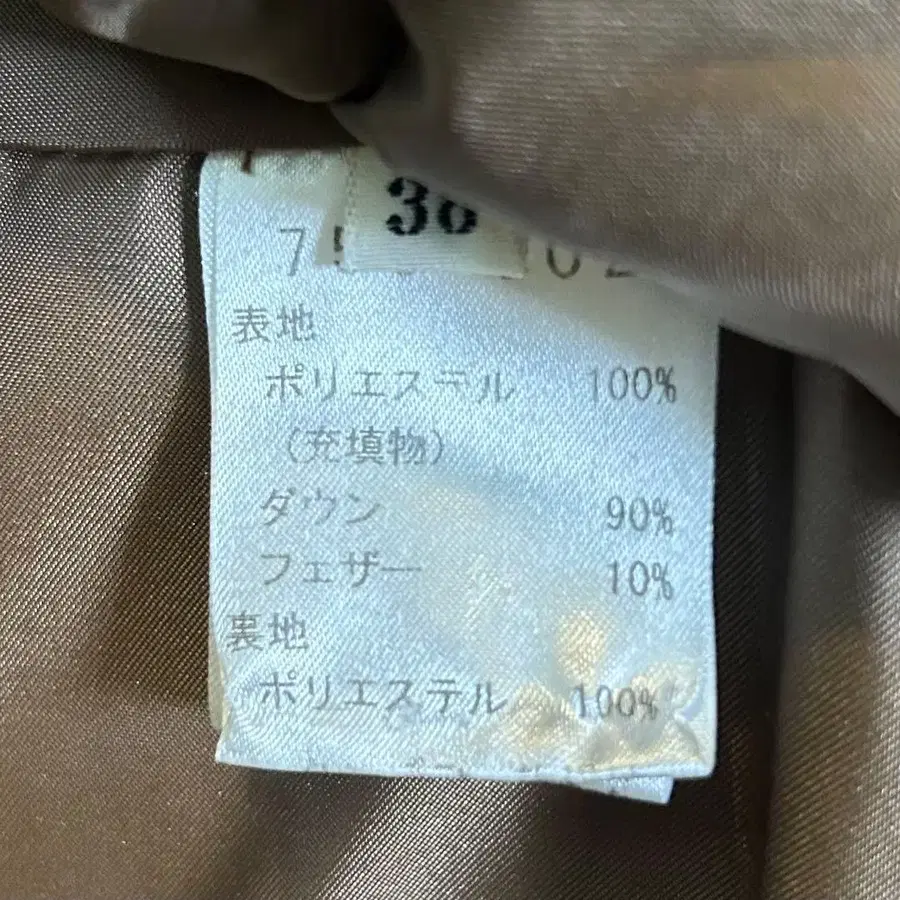 表地
ポリエステル 100%
(充填物)
ダウン 90%
フェザー 10%
裏地
ポリエステル 100%